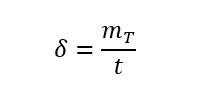 δ = m_T / t